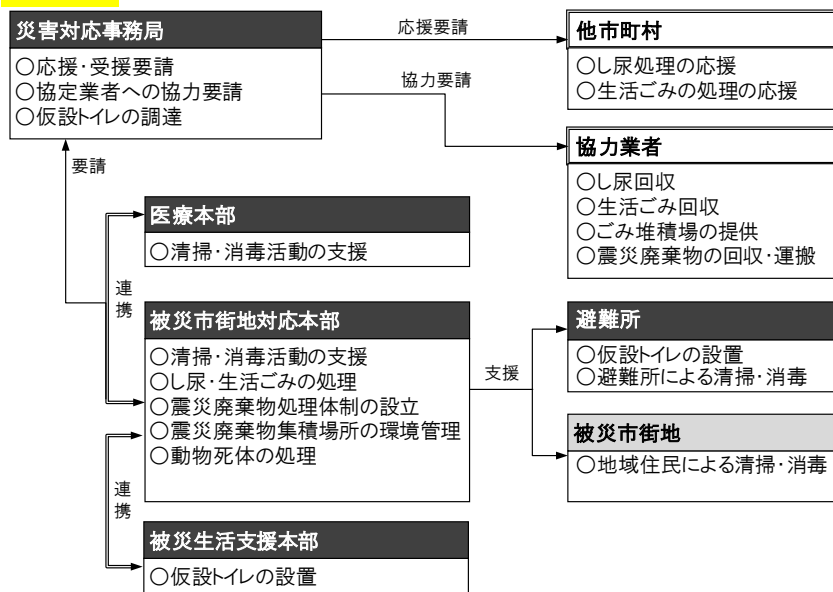 災害対応事務局
○応援・受援要請
○協定業者への協力要請
○仮設トイレの調達
応援要請
協力要請
他市町村
○し尿処理の応援
○生活ごみの処理の応援
協力業者
○し尿回収
○生活ごみ回収
○ごみ堆積場の提供
○震災廃棄物の回収・運搬
要請
医療本部
○清掃・消毒活動の支援
連携
被災市街地対応本部
○清掃・消毒活動の支援
○し尿・生活ごみの処理
○震災廃棄物処理体制の設立
○震災廃棄物集積場所の環境管理
○動物死体の処理
支援
避難所
○仮設トイレの設置
○避難所による清掃・消毒
被災市街地
○地域住民による清掃・消毒
連携
被災生活支援本部
○仮設トイレの設置